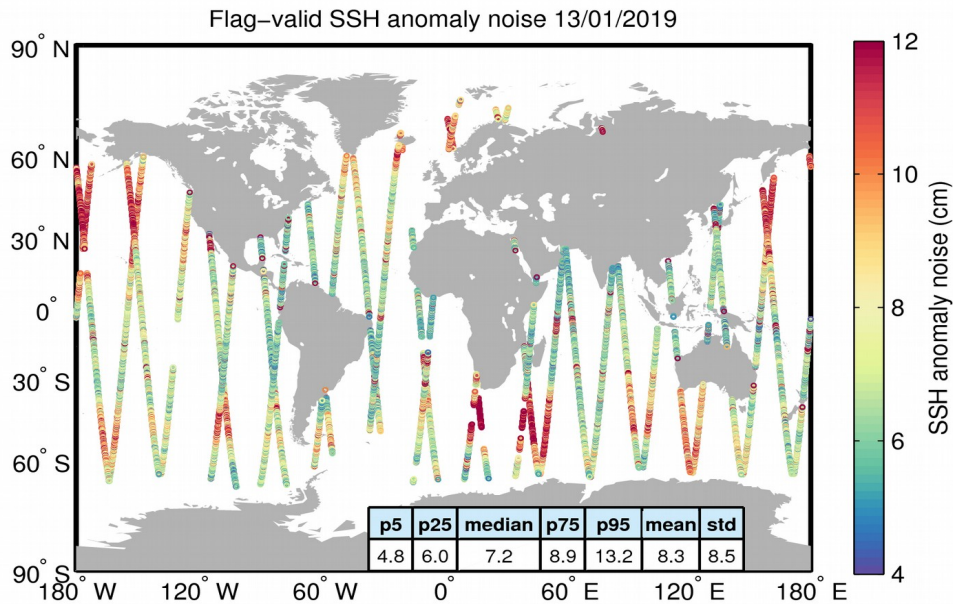 Flag−valid SSH anomaly noise 13/01/2019
90° N
60° N
30° N
0°
30° S
60° S
90° S
180° W
120° W
60° W
0°
60° E
120° E
180° E
p5 p25 median p75 p95 mean std
4.8 6.0 7.2 8.9 13.2 8.3 8.5
12
10
8
6
4
SSH anomaly noise (cm)